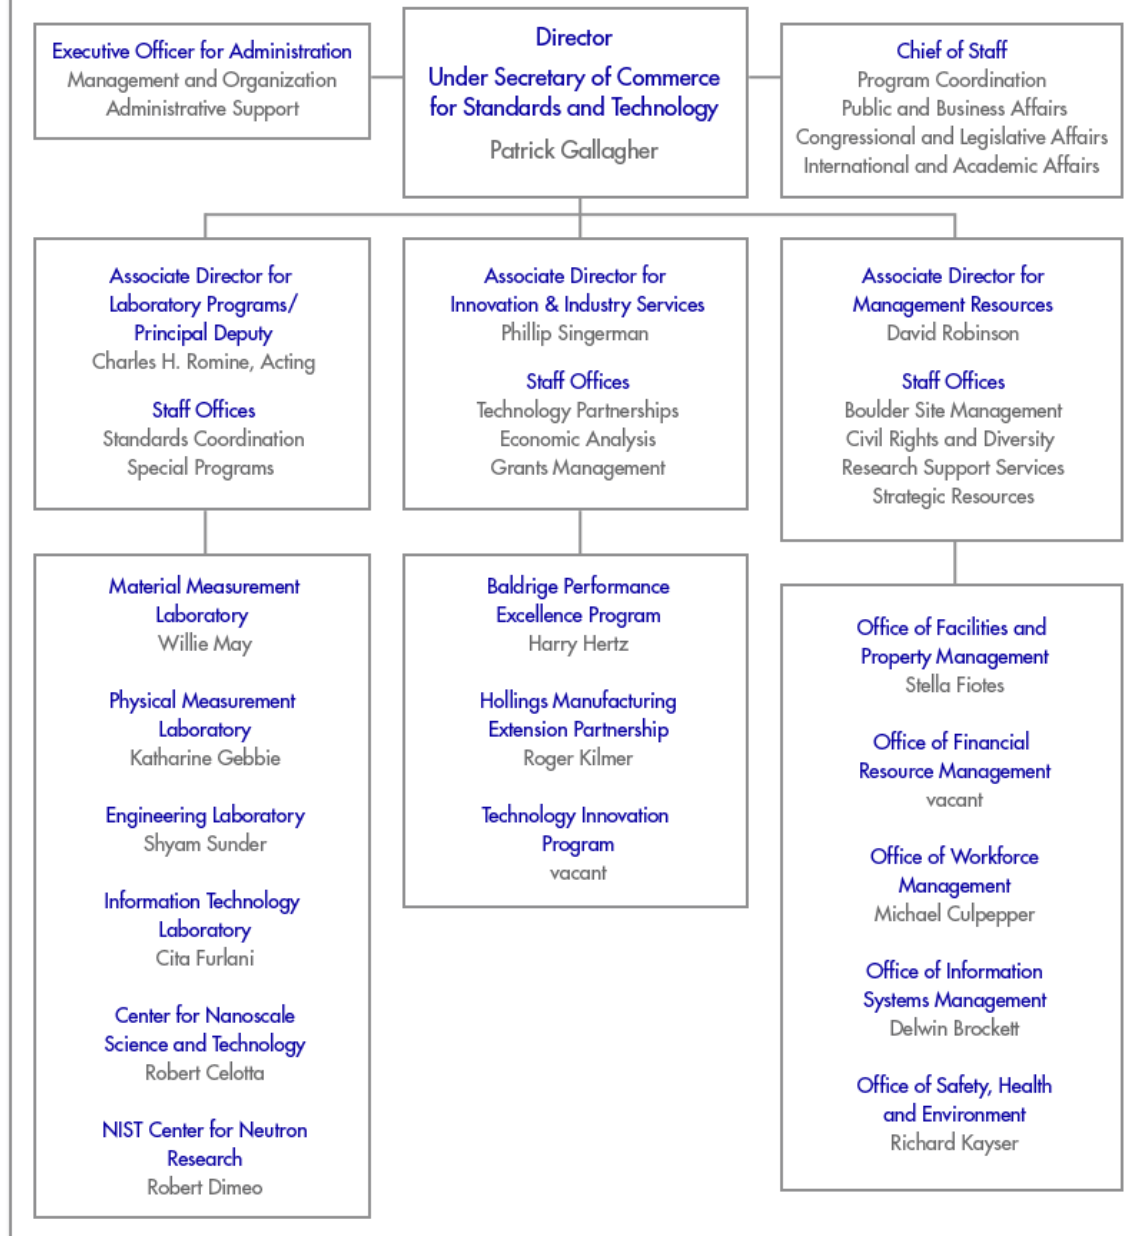 Executive Officer for Administration
Management and Organization
Administrative Support
Director
Under Secretary of Commerce
for Standards and Technology
Patrick Gallagher
Chief of Staff
Program Coordination
Public and Business Affairs
Congressional and Legislative Affairs
International and Academic Affairs
Associate Director for
Laboratory Programs/
Principal Deputy
Charles H. Romine, Acting
Staff Offices
Standards Coordination
Special Programs
Associate Director for
Innovation & Industry Services
Phillip Singerman
Staff Offices
Technology Partnerships
Economic Analysis
Grants Management
Associate Director for
Management Resources
David Robinson
Staff Offices
Boulder Site Management
Civil Rights and Diversity
Research Support Services
Strategic Resources
Material Measurement
Laboratory
Willie May
Physical Measurement
Laboratory
Katharine Gebbie
Engineering Laboratory
Shyam Sunder
Information Technology
Laboratory
Cita Furlani
Center for Nanoscale
Science and Technology
Robert Celotta
NIST Center for Neutron
Research
Robert Dimeo
Baldrige Performance
Excellence Program
Harry Hertz
Hollings Manufacturing
Extension Partnership
Roger Kilmer
Technology Innovation
Program
vacant
Office of Facilities and
Property Management
Stella Fiotes
Office of Financial
Resource Management
vacant
Office of Workforce
Management
Michael Culpepper
Office of Information
Systems Management
Delwin Brockett
Office of Safety, Health
and Environment
Richard Kayser